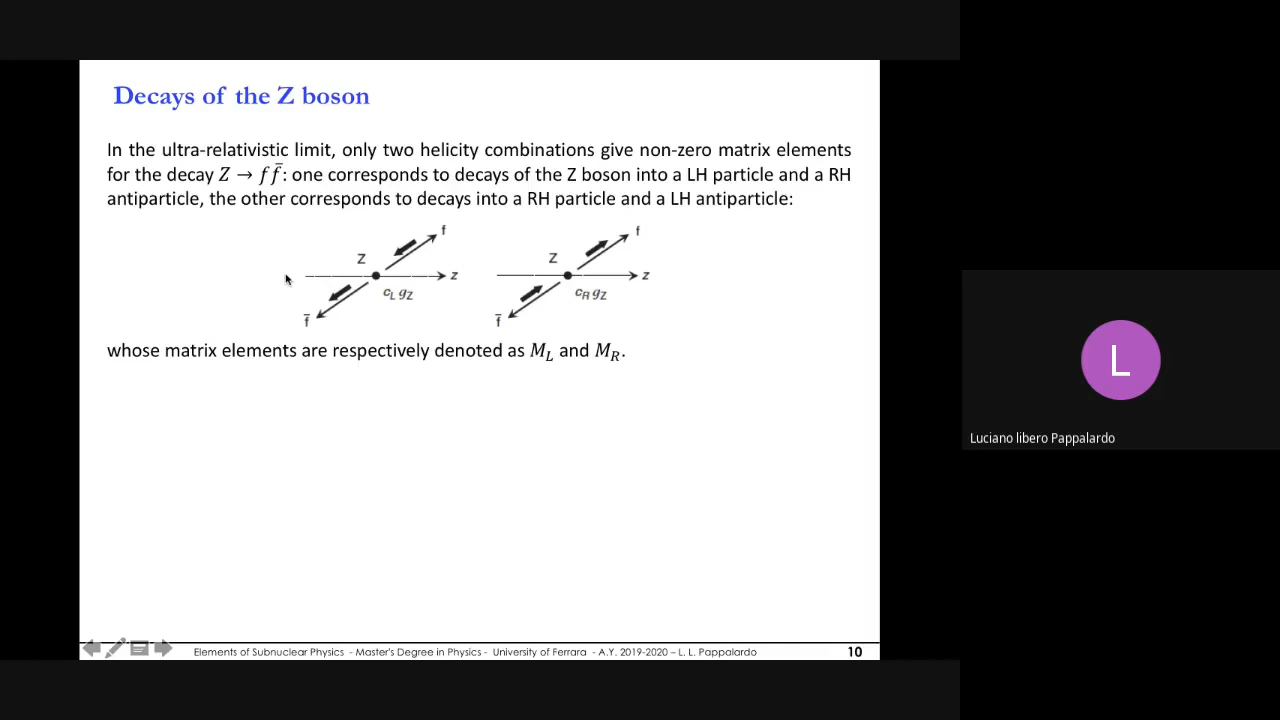 Decays of the Z boson
In the ultra-relativistic limit, only two helicity combinations give non-zero matrix elements
for the decay Z → f f̄: one corresponds to decays of the Z boson into a LH particle and a RH
antiparticle, the other corresponds to decays into a RH particle and a LH antiparticle:
f
Z
z
c_L g_Z
f̄
f
Z
z
c_R g_Z
f̄
whose matrix elements are respectively denoted as M_L and M_R.
Elements of Subnuclear Physics - Master's Degree in Physics - University of Ferrara - A.Y. 2019-2020 – L. L. Pappalardo
10
L
Luciano libero Pappalardo